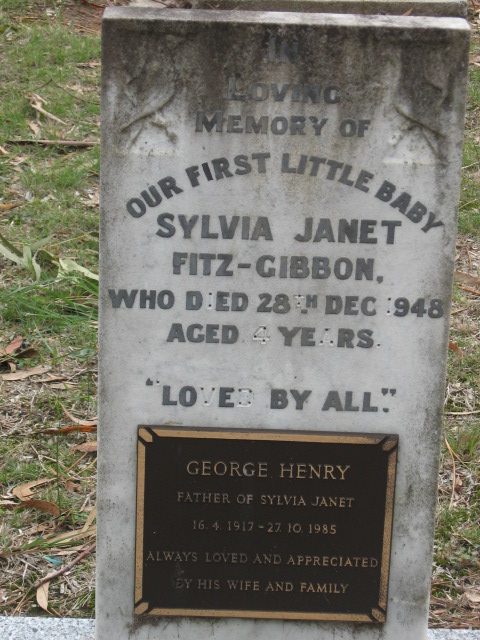 IN
LOVING
MEMORY OF
OUR FIRST LITTLE BABY
SYLVIA JANET
FITZ-GIBBON,
WHO DIED 28TH DEC. 1948
AGED 4 YEARS.
"LOVED BY ALL."
GEORGE HENRY
FATHER OF SYLVIA JANET
16.4.1917 - 27.10.1985
ALWAYS LOVED AND APPRECIATED
BY HIS WIFE AND FAMILY